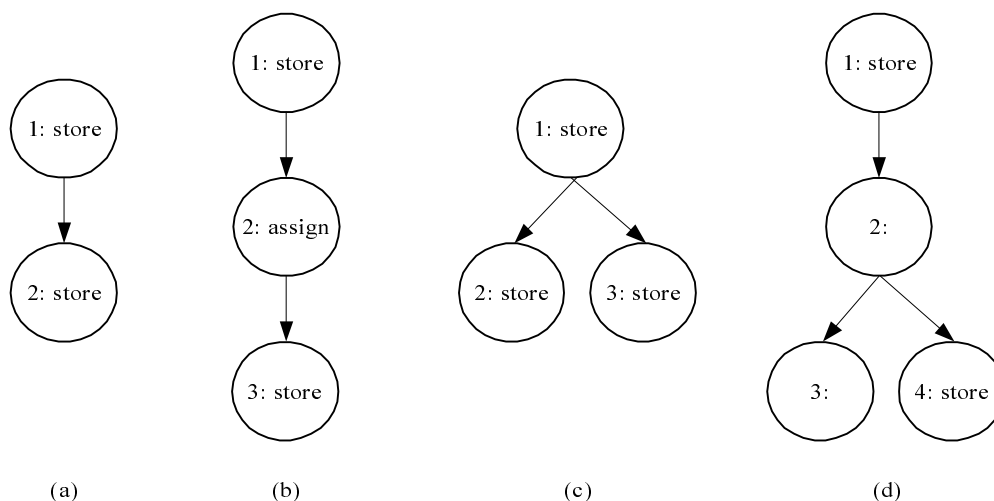 1: store
2: store
(a)
1: store
2: assign
3: store
(b)
1: store
2: store
3: store
(c)
1: store
2:
3:
4: store
(d)